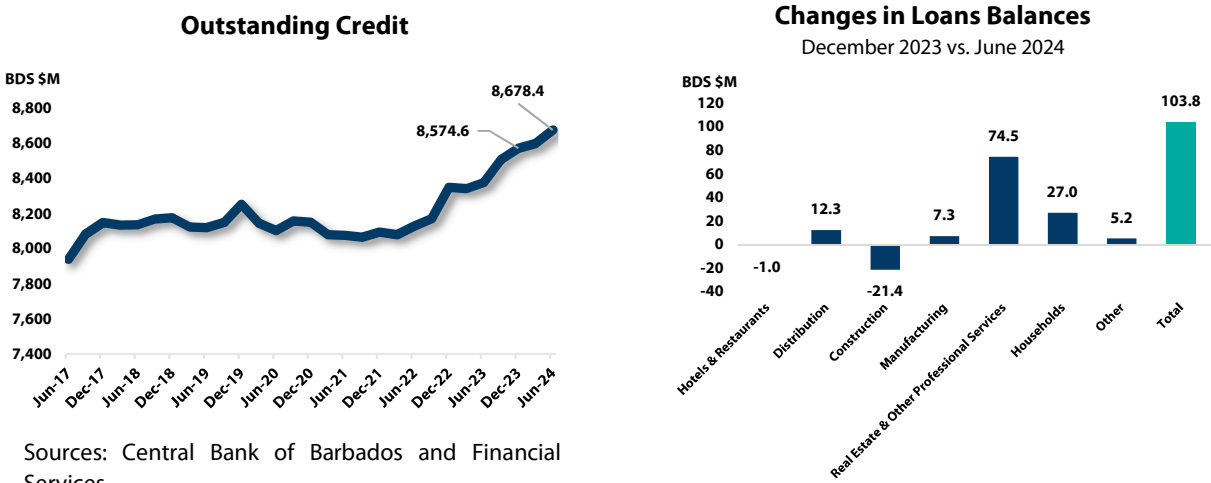 Outstanding Credit
BDS $M
8,800
8,600
8,400
8,200
8,000
7,800
7,600
7,400
8,574.6
8,678.4
Jun-17
Dec-17
Jun-18
Dec-18
Jun-19
Dec-19
Jun-20
Dec-20
Jun-21
Dec-21
Jun-22
Dec-22
Jun-23
Dec-23
Jun-24
Sources: Central Bank of Barbados and Financial
Services
Changes in Loans Balances
December 2023 vs. June 2024
BDS $M
120
100
80
60
40
20
0
-20
-40
-1.0
12.3
-21.4
7.3
74.5
27.0
5.2
103.8
Hotels & Restaurants
Distribution
Construction
Manufacturing
Real Estate & Other Professional Services
Households
Other
Total